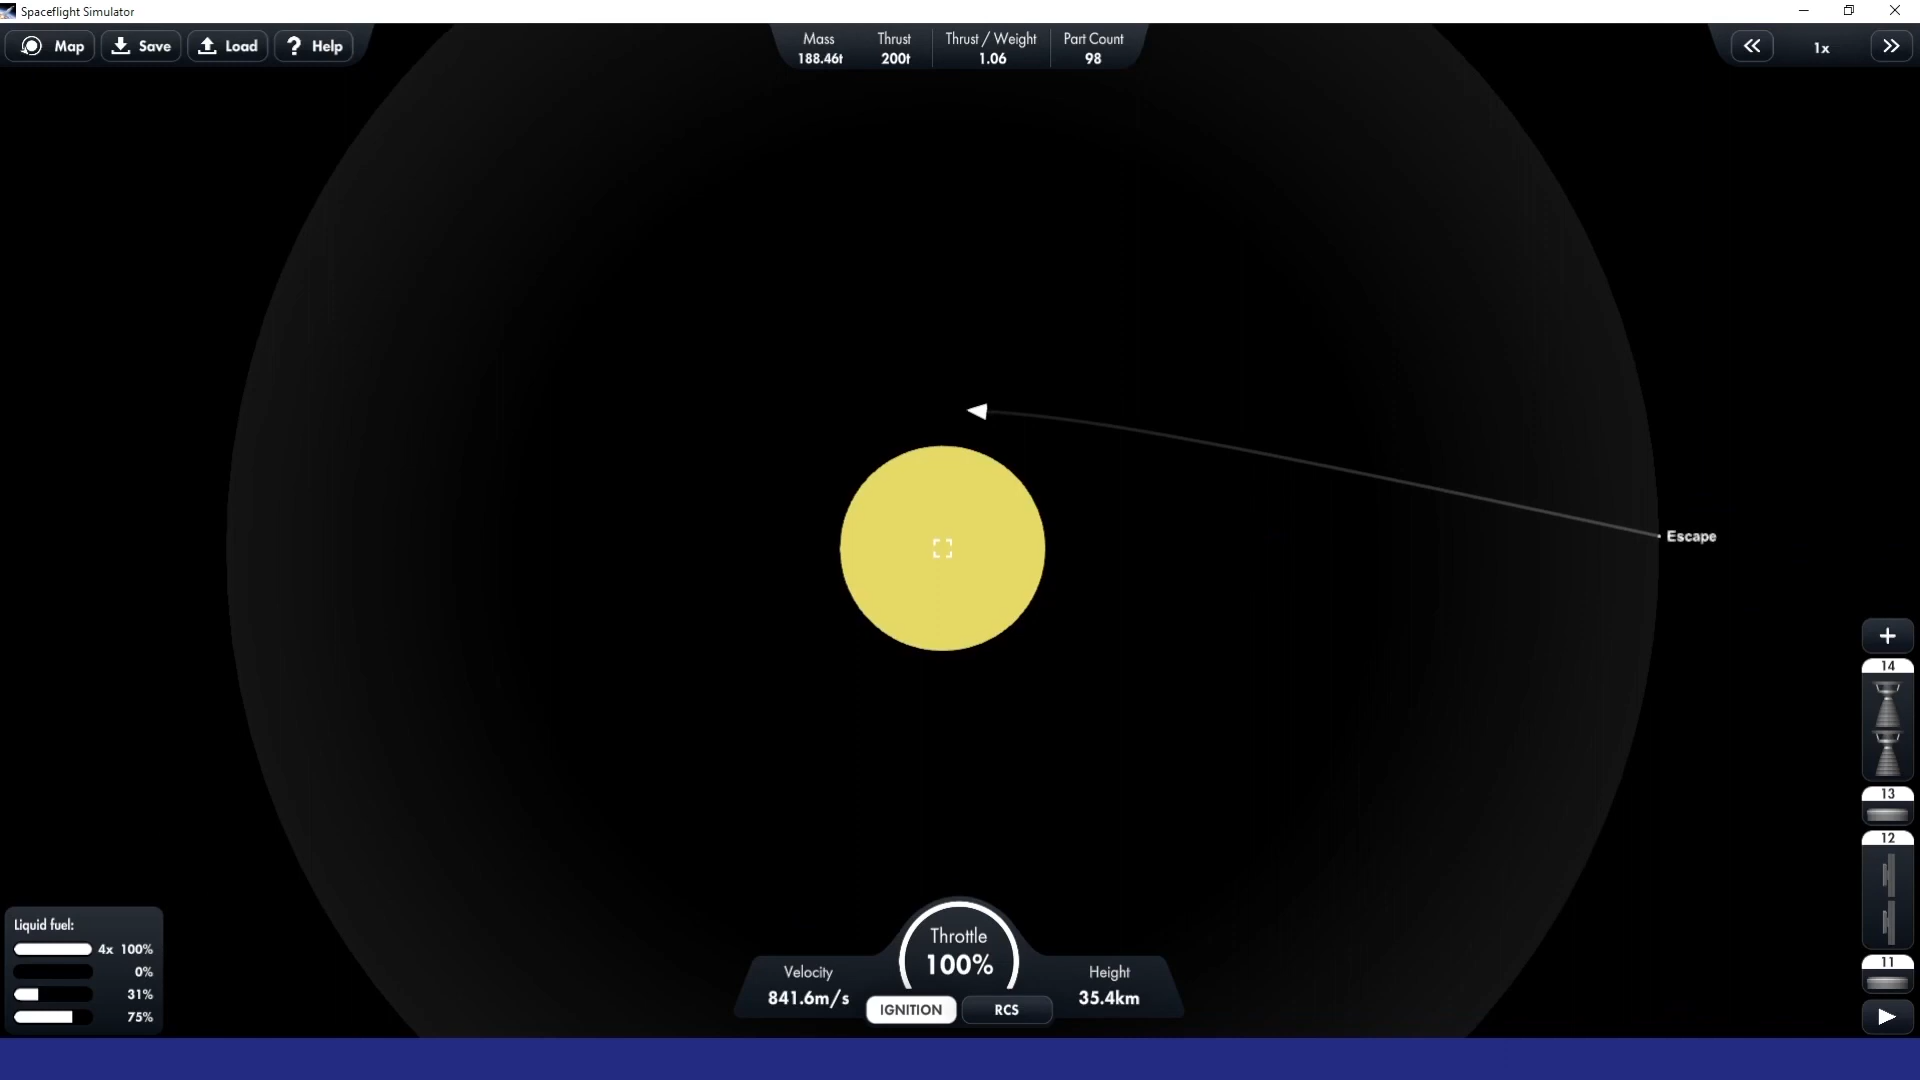 Spaceflight Simulator
Map Save Load ? Help
Mass Thrust Thrust / Weight Part Count
188.46t 200t 1.06 98
1x
Escape
14
13
12
11
Liquid fuel:
4x 100%
0%
31%
75%
Throttle
100%
Velocity
841.6m/s
Height
35.4km
IGNITION RCS